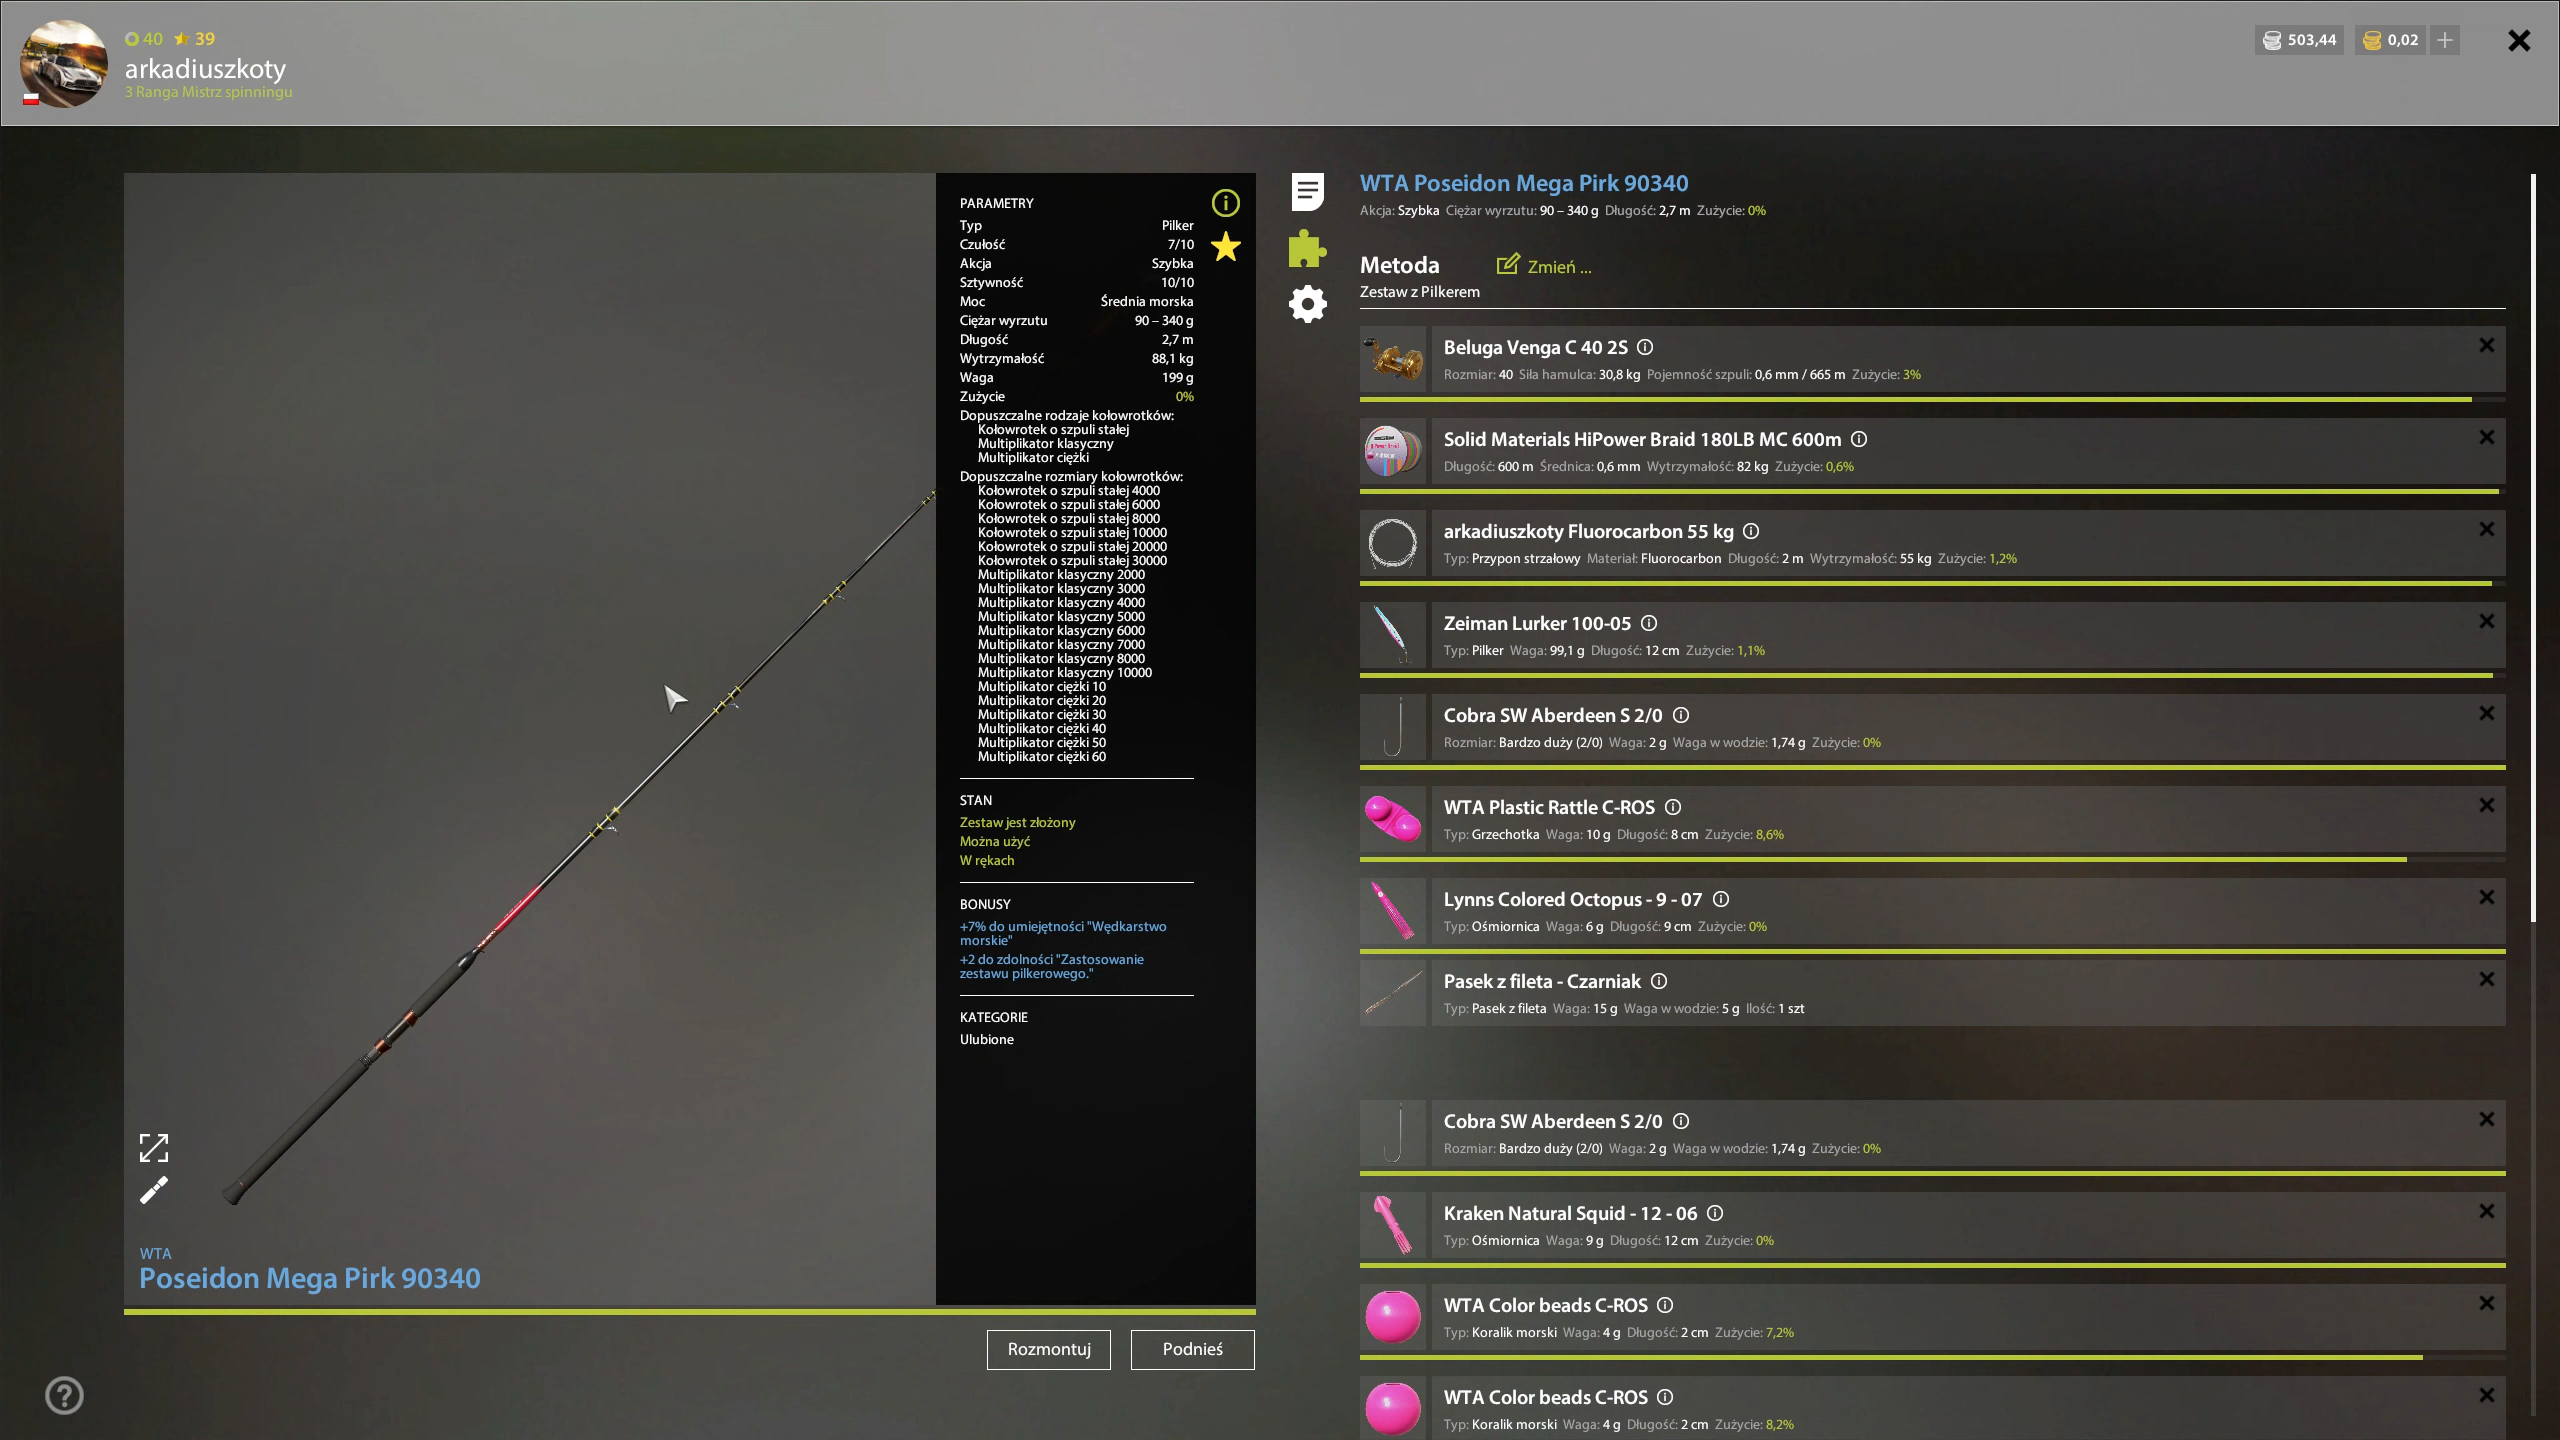 40 39
arkadiuszkoty
3 Ranga Mistrz spinningu
503,44
0,02
PARAMETRY
Typ Pilker
Czułość 7/10
Akcja Szybka
Sztywność 10/10
Moc Średnia morska
Ciężar wyrzutu 90 – 340 g
Długość 2,7 m
Wytrzymałość 88,1 kg
Waga 199 g
Zużycie 0%
Dopuszczalne rodzaje kołowrotków:
Kołowrotek o szpuli stałej
Multiplikator klasyczny
Multiplikator ciężki
Dopuszczalne rozmiary kołowrotków:
Kołowrotek o szpuli stałej 4000
Kołowrotek o szpuli stałej 6000
Kołowrotek o szpuli stałej 8000
Kołowrotek o szpuli stałej 10000
Kołowrotek o szpuli stałej 20000
Kołowrotek o szpuli stałej 30000
Multiplikator klasyczny 2000
Multiplikator klasyczny 3000
Multiplikator klasyczny 4000
Multiplikator klasyczny 5000
Multiplikator klasyczny 6000
Multiplikator klasyczny 7000
Multiplikator klasyczny 8000
Multiplikator klasyczny 10000
Multiplikator ciężki 10
Multiplikator ciężki 20
Multiplikator ciężki 30
Multiplikator ciężki 40
Multiplikator ciężki 50
Multiplikator ciężki 60
STAN
Zestaw jest złożony
Można użyć
W rękach
BONUSY
+7% do umiejętności "Wędkarstwo
morskie"
+2 do zdolności "Zastosowanie
zestawu pilkerowego."
KATEGORIE
Ulubione
WTA
Poseidon Mega Pirk 90340
Rozmontuj
Podnieś
WTA Poseidon Mega Pirk 90340
Akcja: Szybka Ciężar wyrzutu: 90 – 340 g Długość: 2,7 m Zużycie: 0%
Metoda Zmień ...
Zestaw z Pilkerem
Beluga Venga C 40 2S
Rozmiar: 40 Siła hamulca: 30,8 kg Pojemność szpuli: 0,6 mm / 665 m Zużycie: 3%
Solid Materials HiPower Braid 180LB MC 600m
Długość: 600 m Średnica: 0,6 mm Wytrzymałość: 82 kg Zużycie: 0,6%
arkadiuszkoty Fluorocarbon 55 kg
Typ: Przypon strzałowy Materiał: Fluorocarbon Długość: 2 m Wytrzymałość: 55 kg Zużycie: 1,2%
Zeiman Lurker 100-05
Typ: Pilker Waga: 99,1 g Długość: 12 cm Zużycie: 1,1%
Cobra SW Aberdeen S 2/0
Rozmiar: Bardzo duży (2/0) Waga: 2 g Waga w wodzie: 1,74 g Zużycie: 0%
WTA Plastic Rattle C-ROS
Typ: Grzechotka Waga: 10 g Długość: 8 cm Zużycie: 8,6%
Lynns Colored Octopus - 9 - 07
Typ: Ośmiornica Waga: 6 g Długość: 9 cm Zużycie: 0%
Pasek z fileta - Czarniak
Typ: Pasek z fileta Waga: 15 g Waga w wodzie: 5 g Ilość: 1 szt
Cobra SW Aberdeen S 2/0
Rozmiar: Bardzo duży (2/0) Waga: 2 g Waga w wodzie: 1,74 g Zużycie: 0%
Kraken Natural Squid - 12 - 06
Typ: Ośmiornica Waga: 9 g Długość: 12 cm Zużycie: 0%
WTA Color beads C-ROS
Typ: Koralik morski Waga: 4 g Długość: 2 cm Zużycie: 7,2%
WTA Color beads C-ROS
Typ: Koralik morski Waga: 4 g Długość: 2 cm Zużycie: 8,2%